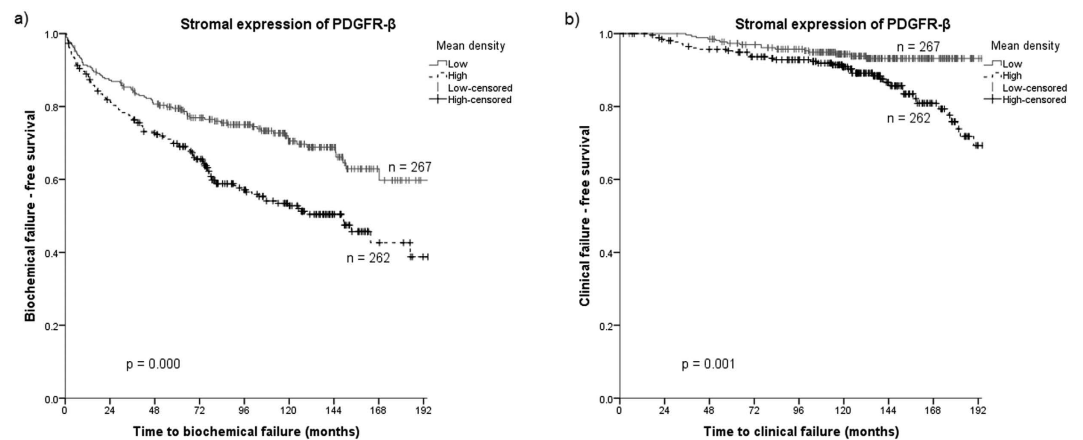 a)
Stromal expression of PDGFR-β
Mean density
Low
High
Low-censored
High-censored
1.0
0.8
0.6
0.4
0.2
0.0
Biochemical failure - free survival
n = 267
n = 262
p = 0.000
0 24 48 72 96 120 144 168 192
Time to biochemical failure (months)
b)
Stromal expression of PDGFR-β
Mean density
Low
High
Low-censored
High-censored
1.0
0.8
0.6
0.4
0.2
0.0
Clinical failure - free survival
n = 267
n = 262
p = 0.001
0 24 48 72 96 120 144 168 192
Time to clinical failure (months)